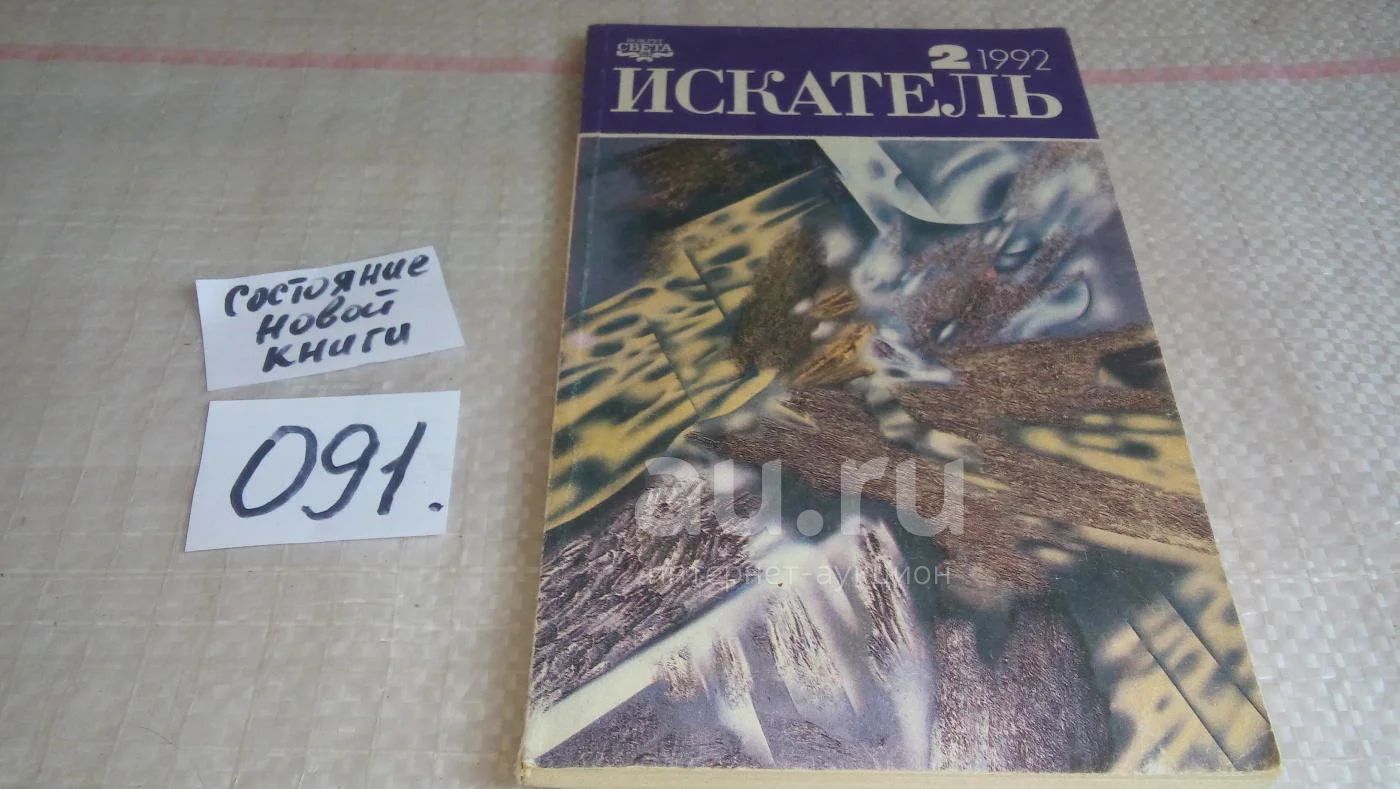 ВОКРУГ
СВЕТА
2 1992
ИСКАТЕЛЬ
Состояние
новой
книги
091.
au.ru
интернет-аукцион